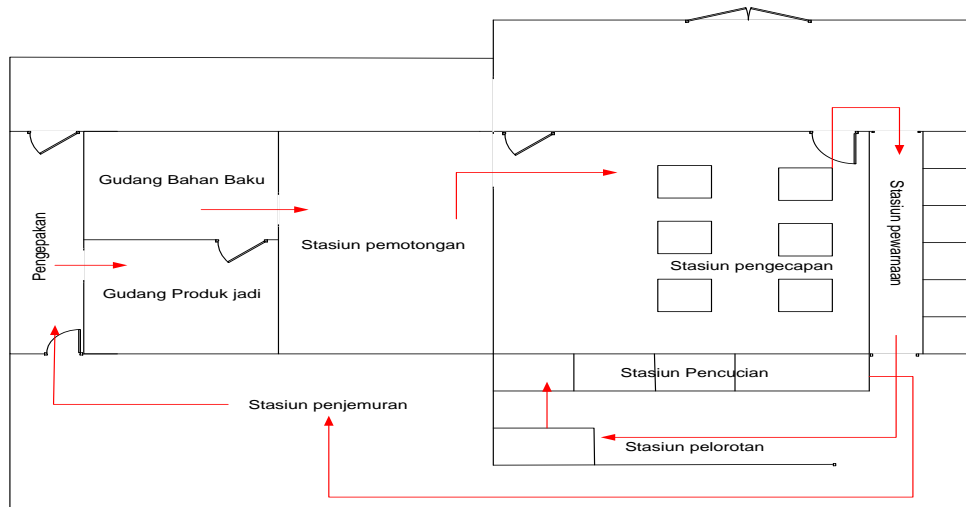 Gudang Bahan Baku
Stasiun pemotongan
Pengepakan
Gudang Produk jadi
Stasiun pengecapan
Stasiun pewarnaan
Stasiun Pencucian
Stasiun penjemuran
Stasiun pelorotan